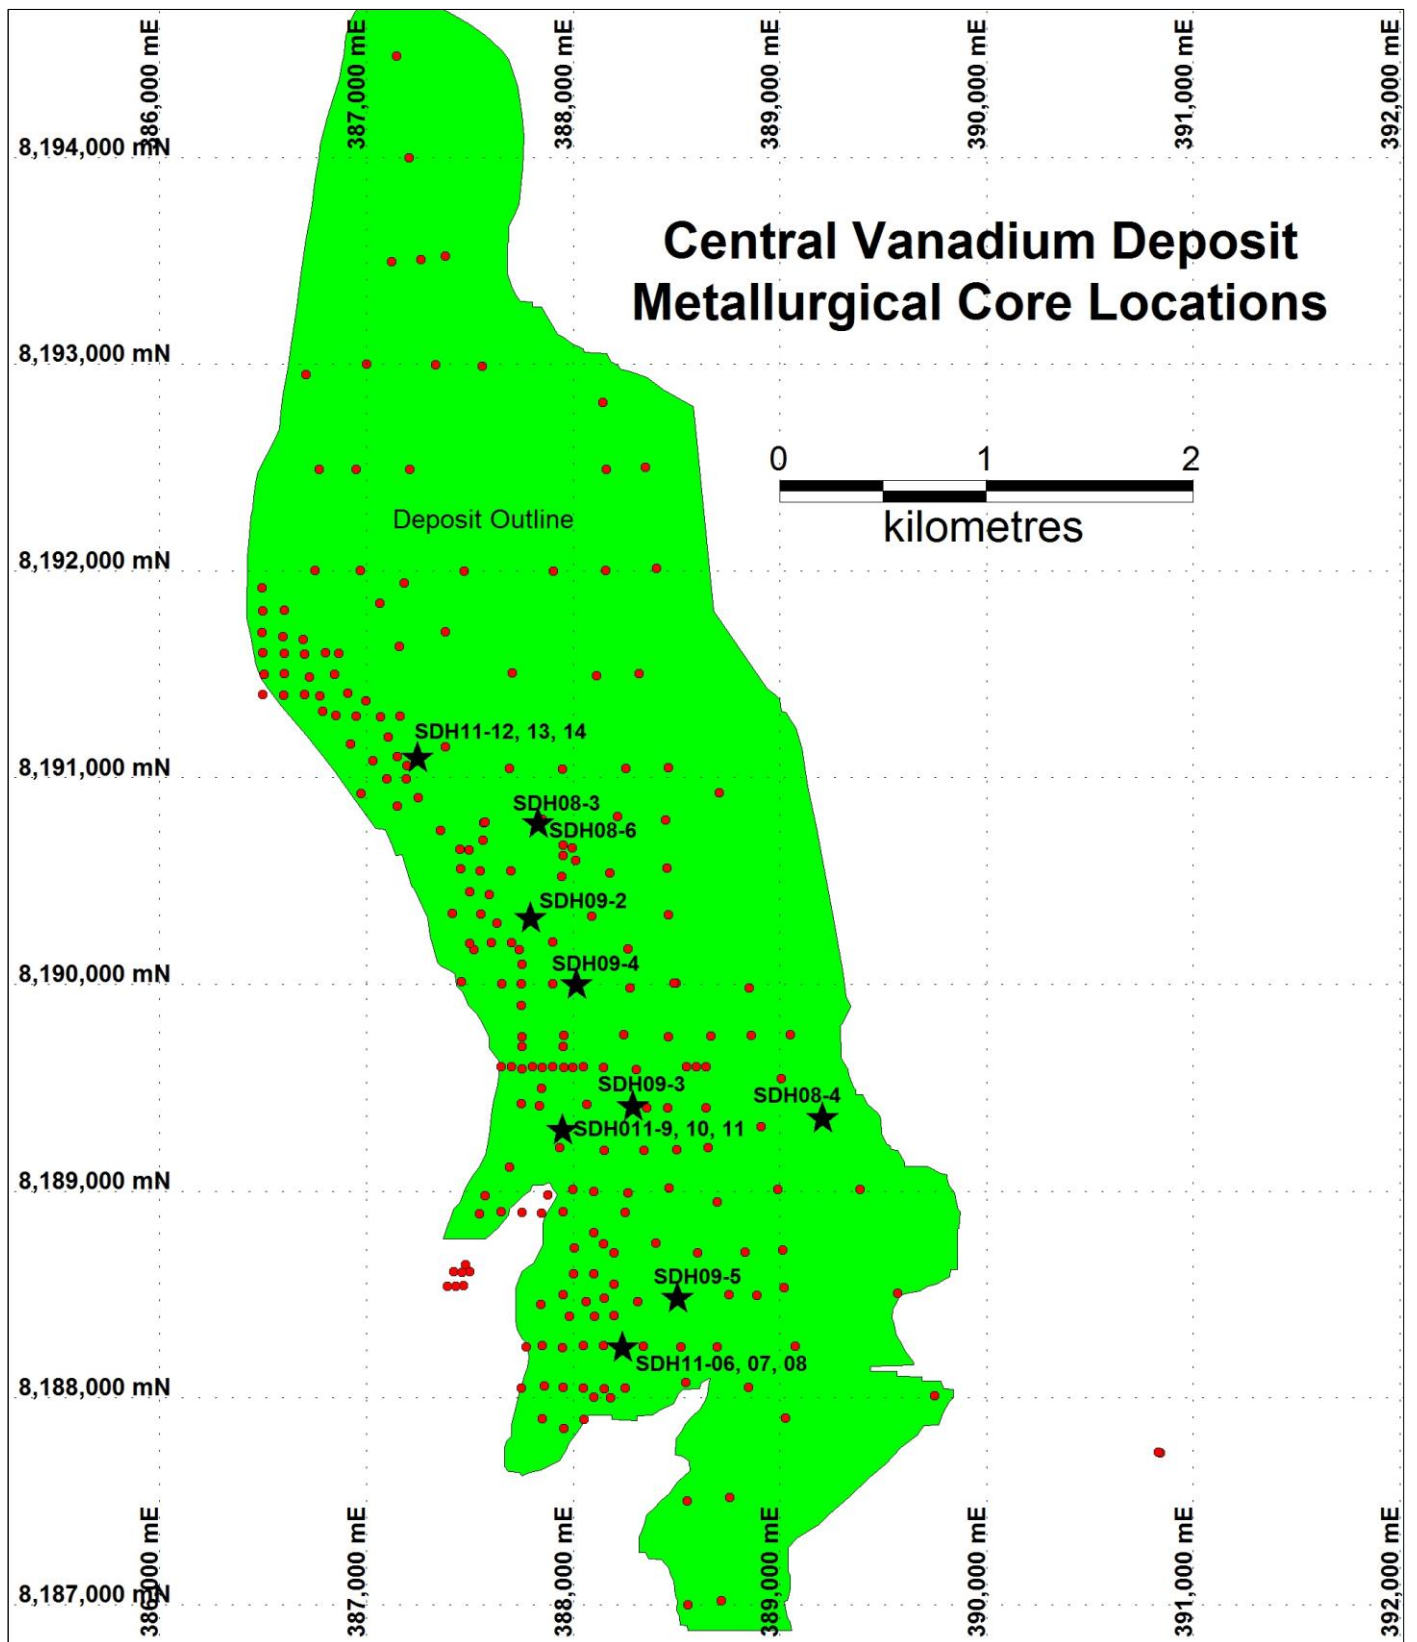 386,000 mE
387,000 mE
388,000 mE
389,000 mE
390,000 mE
391,000 mE
392,000 mE
8,194,000 mN
Central Vanadium Deposit
Metallurgical Core Locations
8,193,000 mN
0 1 2
kilometres
Deposit Outline
8,192,000 mN
SDH11-12, 13, 14
8,191,000 mN
SDH08-3
SDH08-6
SDH09-2
SDH09-4
8,190,000 mN
SDH09-3
SDH08-4
SDH011-9, 10, 11
8,189,000 mN
SDH09-5
SDH11-06, 07, 08
8,188,000 mN
8,187,000 mN
386,000 mE
387,000 mE
388,000 mE
389,000 mE
390,000 mE
391,000 mE
392,000 mE